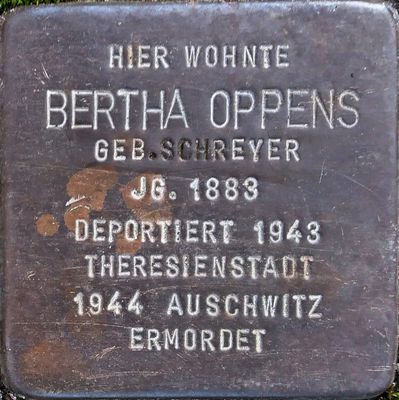 HIER WOHNTE
BERTHA OPPENS
GEB. SCHREYER
JG. 1883
DEPORTIERT 1943
THERESIENSTADT
1944 AUSCHWITZ
ERMORDET